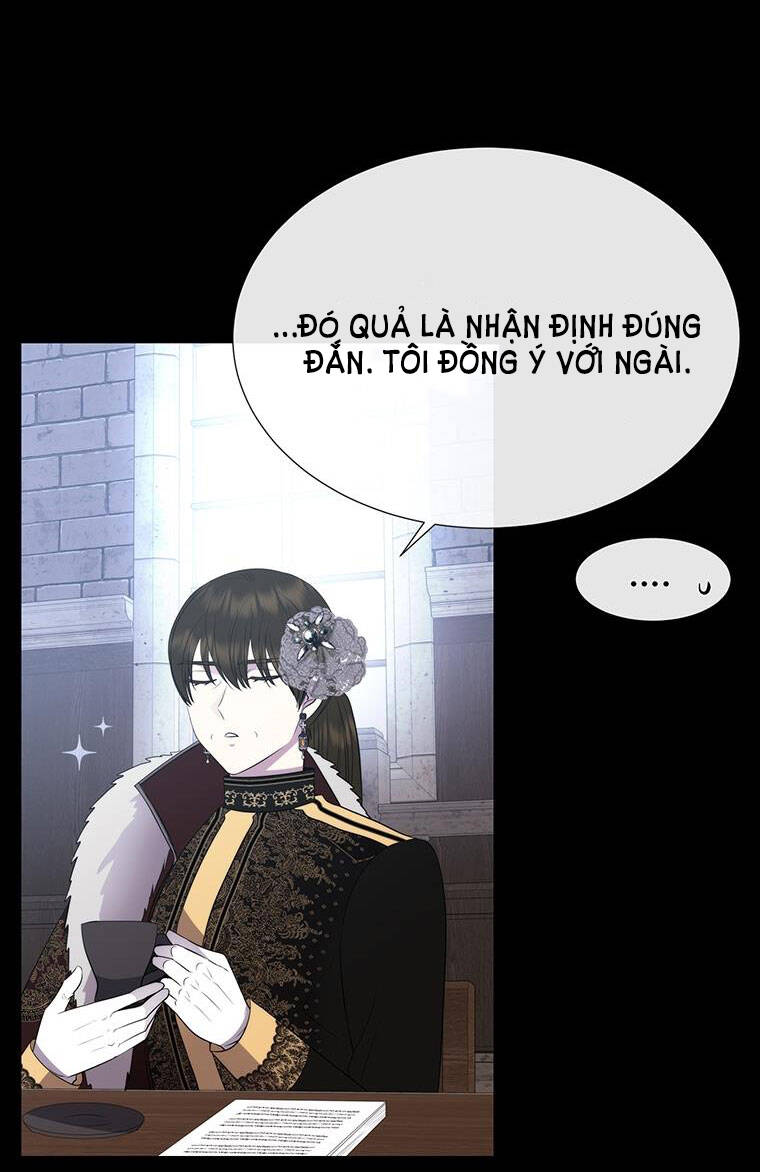 ...ĐÓ QUẢ LÀ NHẬN ĐỊNH ĐÚNG
ĐẮN. TÔI ĐỒNG Ý VỚI NGÀI.
....